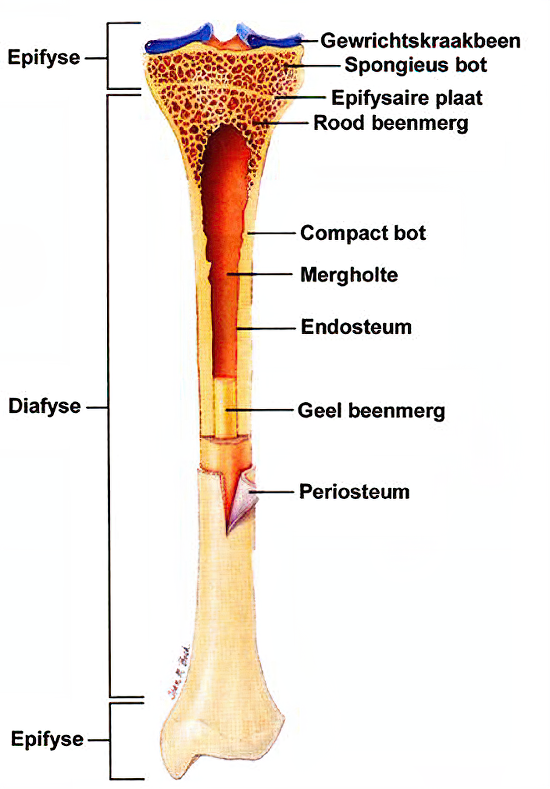 Gewrichtskraakbeen
Epifyse
Spongieus bot
Epifysaire plaat
Rood beenmerg
Compact bot
Mergholte
Endosteum
Diafyse
Geel beenmerg
Periosteum
Epifyse